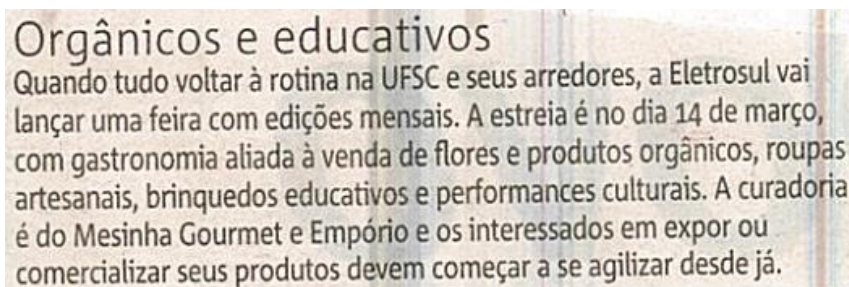 Orgânicos e educativos
Quando tudo voltar à rotina na UFSC e seus arredores, a Eletrosul vai
lançar uma feira com edições mensais. A estreia é no dia 14 de março,
com gastronomia aliada à venda de flores e produtos orgânicos, roupas
artesanais, brinquedos educativos e performances culturais. A curadoria
é do Mesinha Gourmet e Empório e os interessados em expor ou
comercializar seus produtos devem começar a se agilizar desde já.